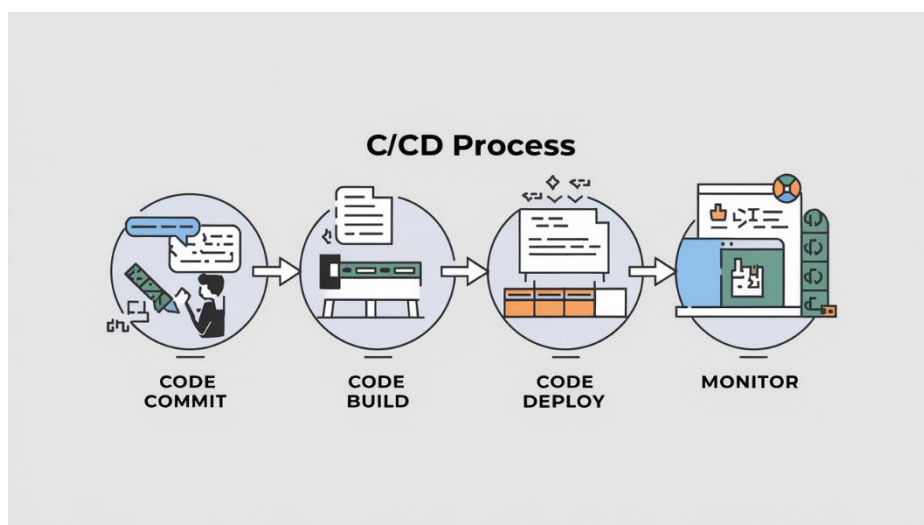 C/CD Process
CODE
COMMIT
CODE
BUILD
CODE
DEPLOY
MONITOR